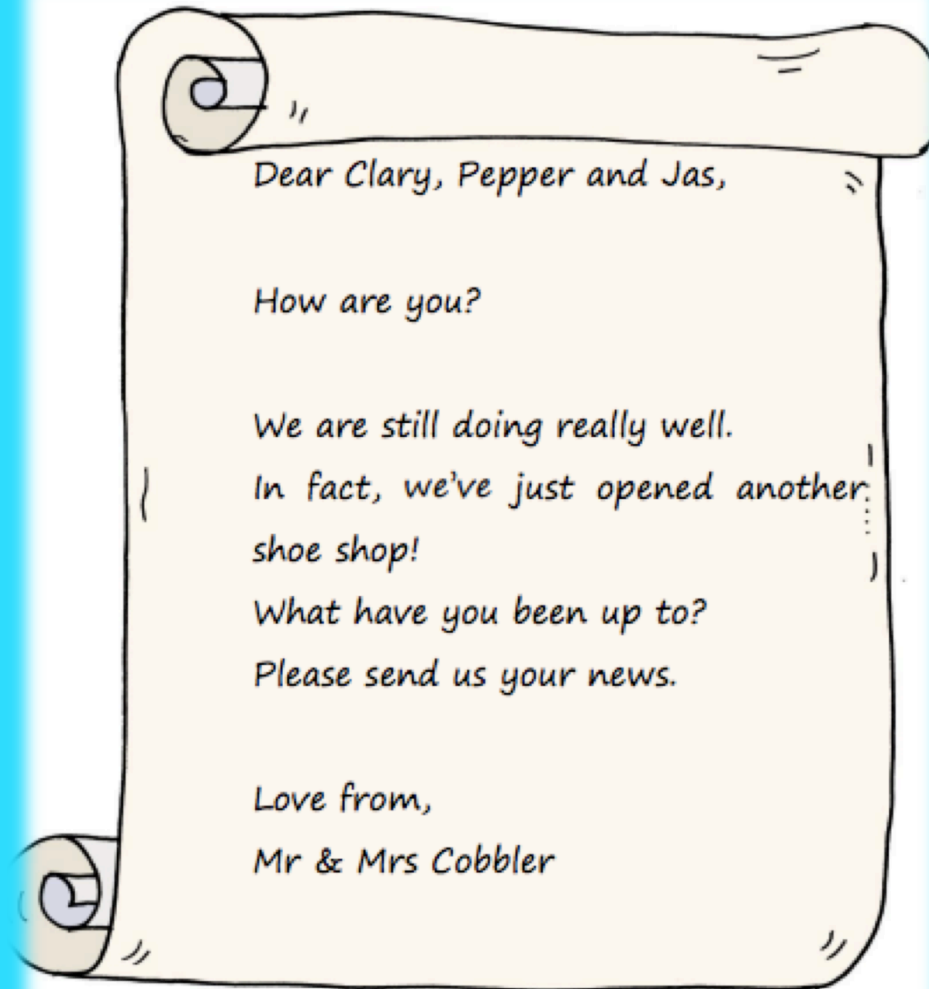 Dear Clary, Pepper and Jas,
How are you?
We are still doing really well.
In fact, we've just opened another
shoe shop!
What have you been up to?
Please send us your news.
Love from,
Mr & Mrs Cobbler